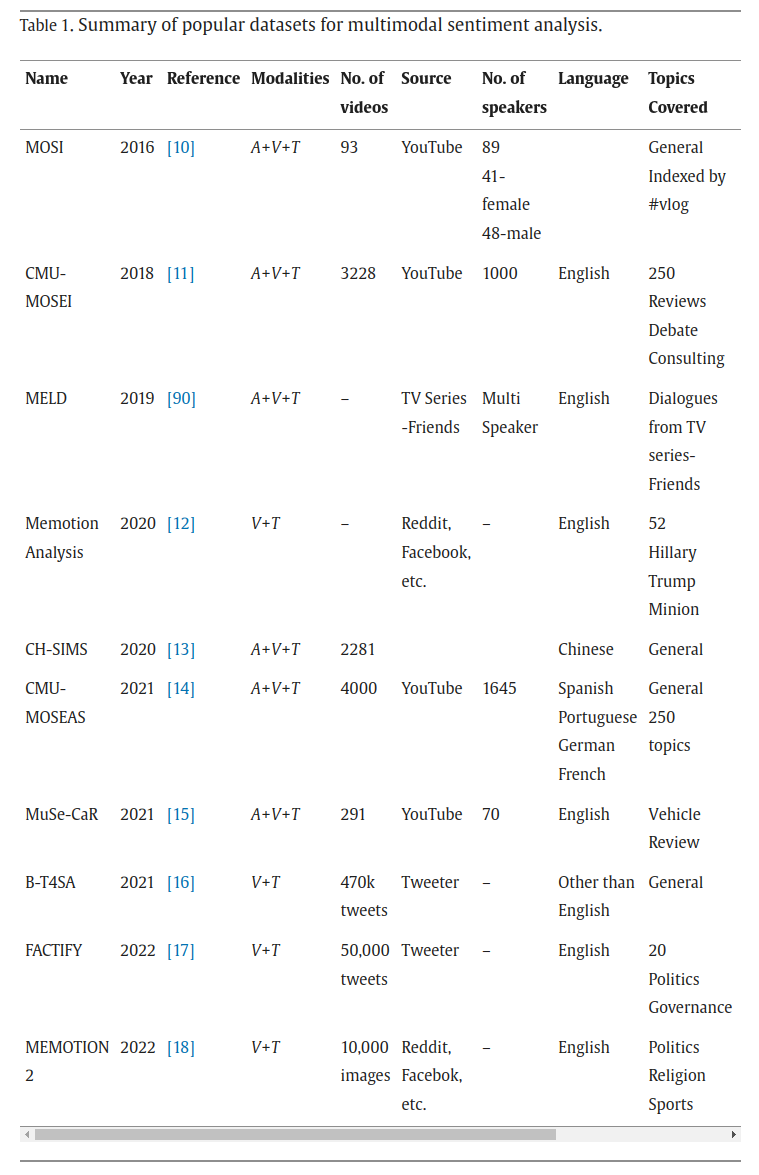 Table 1. Summary of popular datasets for multimodal sentiment analysis.
Name Year Reference Modalities No. of videos Source No. of speakers Language Topics Covered
MOSI 2016 [10] A+V+T 93 YouTube 89 41-female 48-male General Indexed by #vlog
CMU-MOSEI 2018 [11] A+V+T 3228 YouTube 1000 English 250 Reviews Debate Consulting
MELD 2019 [90] A+V+T – TV Series -Friends Multi Speaker English Dialogues from TV series-Friends
Memotion Analysis 2020 [12] V+T – Reddit, Facebook, etc. – English 52 Hillary Trump Minion
CH-SIMS 2020 [13] A+V+T 2281 Chinese General
CMU-MOSEAS 2021 [14] A+V+T 4000 YouTube 1645 Spanish Portuguese German French General 250 topics
MuSe-CaR 2021 [15] A+V+T 291 YouTube 70 English Vehicle Review
B-T4SA 2021 [16] V+T 470k tweets Tweeter – Other than English General
FACTIFY 2022 [17] V+T 50,000 tweets Tweeter – English 20 Politics Governance
MEMOTION 2 2022 [18] V+T 10,000 images Reddit, Facebok, etc. – English Politics Religion Sports